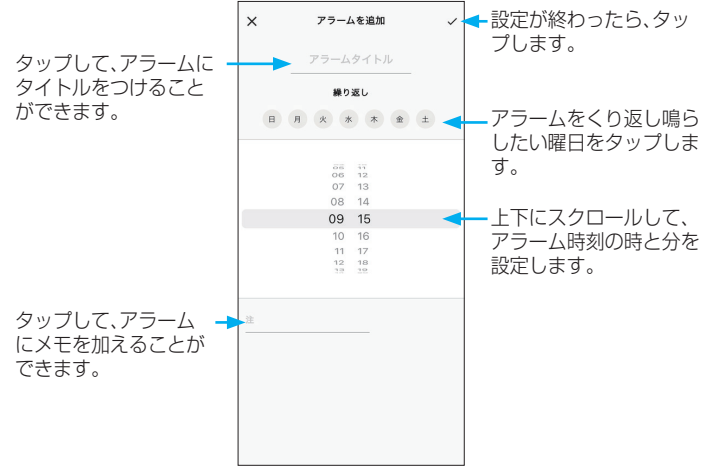 × アラームを追加 ✓
設定が終わったら、タッ
プします。
アラームタイトル
タップして、アラームに
タイトルをつけること
ができます。
繰り返し
日 月 火 水 木 金 土
アラームをくり返し鳴ら
したい曜日をタップしま
す。
05 11
06 12
07 13
08 14
09 15
10 16
11 17
12 18
13 19
上下にスクロールして、
アラーム時刻の時と分を
設定します。
タップして、アラーム
にメモを加えることが
できます。
注